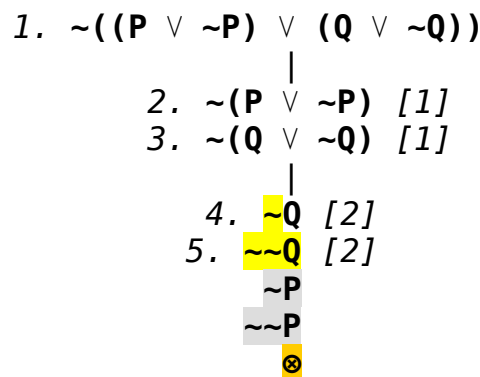 1. ~((P ∨ ~P) ∨ (Q ∨ ~Q))
2. ~(P ∨ ~P) [1]
3. ~(Q ∨ ~Q) [1]
4. ~Q [2]
5. ~~Q [2]
~P
~~P
⊗